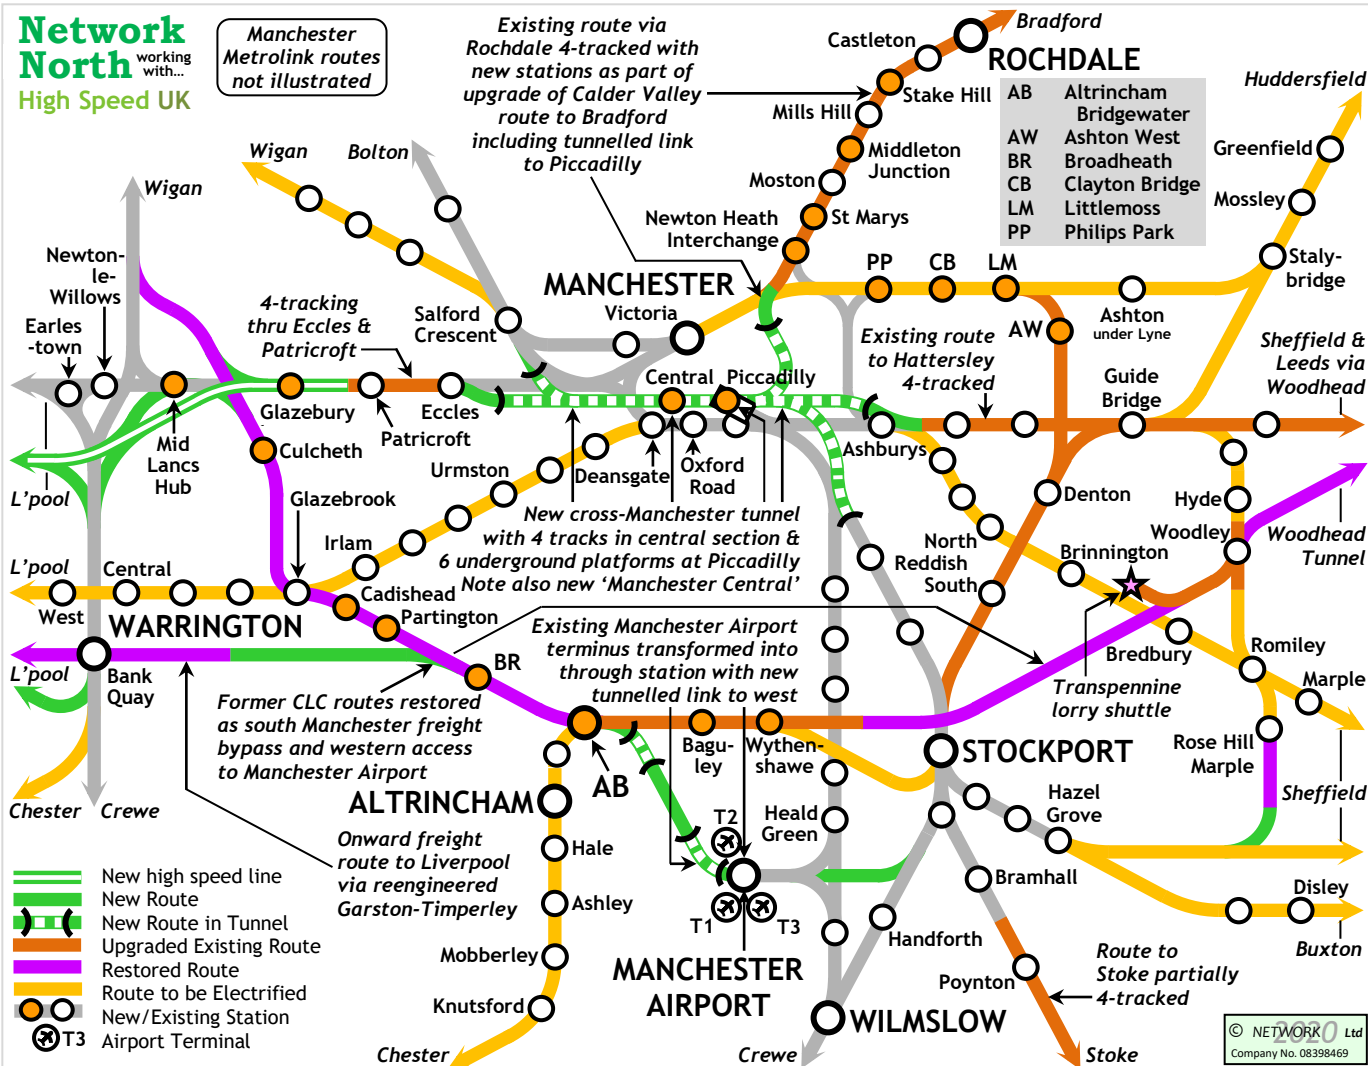 Network
North working
with...
High Speed UK
Manchester
Metrolink routes
not illustrated
Existing route via
Rochdale 4-tracked with
new stations as part of
upgrade of Calder Valley
route to Bradford
including tunnelled link
to Piccadilly
Bradford
Castleton
ROCHDALE
Stake Hill
Mills Hill
Middleton
Junction
Moston
St Marys
Newton Heath
Interchange
AB Altrincham
Bridgewater
AW Ashton West
BR Broadheath
CB Clayton Bridge
LM Littlemoss
PP Philips Park
Huddersfield
Greenfield
Mossley
Staly-
bridge
Wigan
Bolton
Wigan
Newton-
le-
Willows
Earles
-town
4-tracking
thru Eccles &
Patricroft
Salford
Crescent
MANCHESTER
Victoria
PP
CB
LM
AW
Ashton
under Lyne
Existing route
to Hattersley
4-tracked
Sheffield &
Leeds via
Woodhead
Guide
Bridge
Central
Piccadilly
Glazebury
Patricroft
Eccles
Mid
Lancs
Hub
Culcheth
Urmston
Deansgate
Oxford
Road
Ashburys
L'pool
Glazebrook
Irlam
New cross-Manchester tunnel
with 4 tracks in central section &
6 underground platforms at Piccadilly
Note also new ‘Manchester Central’
Denton
North
Reddish
South
Hyde
Woodley
Brinnington
Woodhead
Tunnel
L'pool
Central
West
WARRINGTON
Cadishead
Partington
BR
Bank
Quay
L'pool
Existing Manchester Airport
terminus transformed into
through station with new
tunnelled link to west
Bredbury
Romiley
Marple
Transpennine
lorry shuttle
Former CLC routes restored
as south Manchester freight
bypass and western access
to Manchester Airport
Bagu-
ley
Wythen-
shawe
STOCKPORT
Rose Hill
Marple
AB
ALTRINCHAM
Chester
Crewe
Hazel
Grove
Sheffield
Heald
Green
T2
Onward freight
route to Liverpool
via reengineered
Garston-Timperley
Hale
Ashley
Mobberley
Knutsford
Chester
T1
T3
MANCHESTER
AIRPORT
Bramhall
Handforth
Disley
Buxton
Poynton
Route to
Stoke partially
4-tracked
WILMSLOW
Crewe
Stoke
New high speed line
New Route
New Route in Tunnel
Upgraded Existing Route
Restored Route
Route to be Electrified
New/Existing Station
T3 Airport Terminal
© NETWORK 2020 Ltd
Company No. 08398469